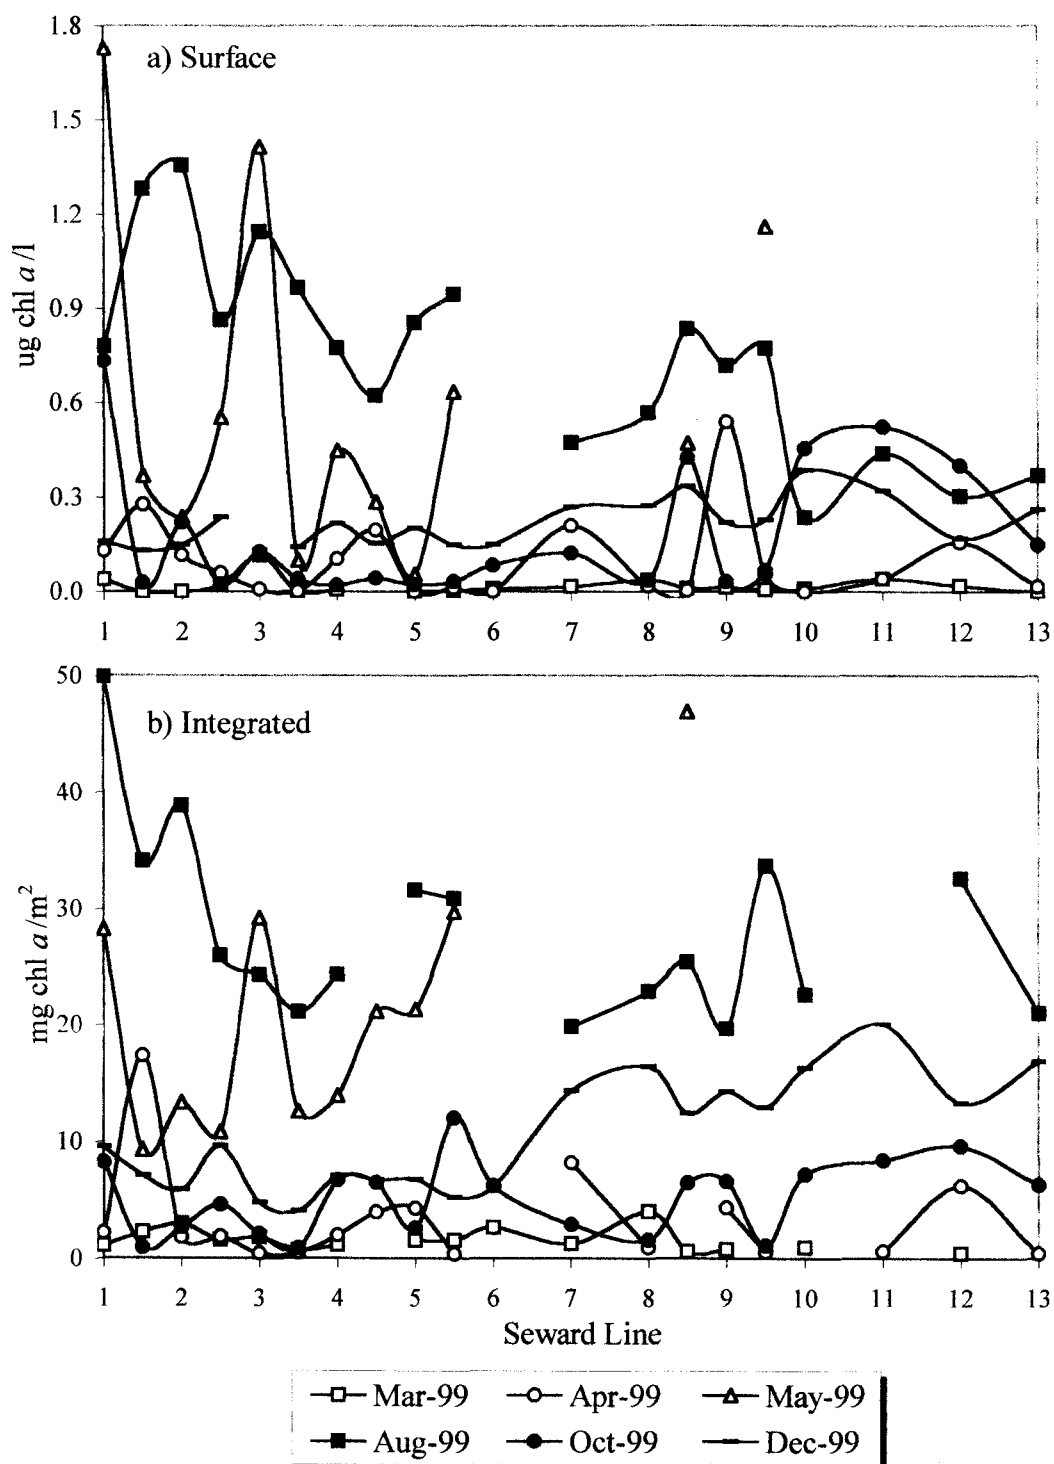 a) Surface
1.8
1.5
1.2
0.9
0.6
0.3
0.0
ug chl a/l
1 2 3 4 5 6 7 8 9 10 11 12 13
b) Integrated
50
40
30
20
10
0
mg chl a/m²
1 2 3 4 5 6 7 8 9 10 11 12 13
Seward Line
Mar-99 Apr-99 May-99
Aug-99 Oct-99 Dec-99